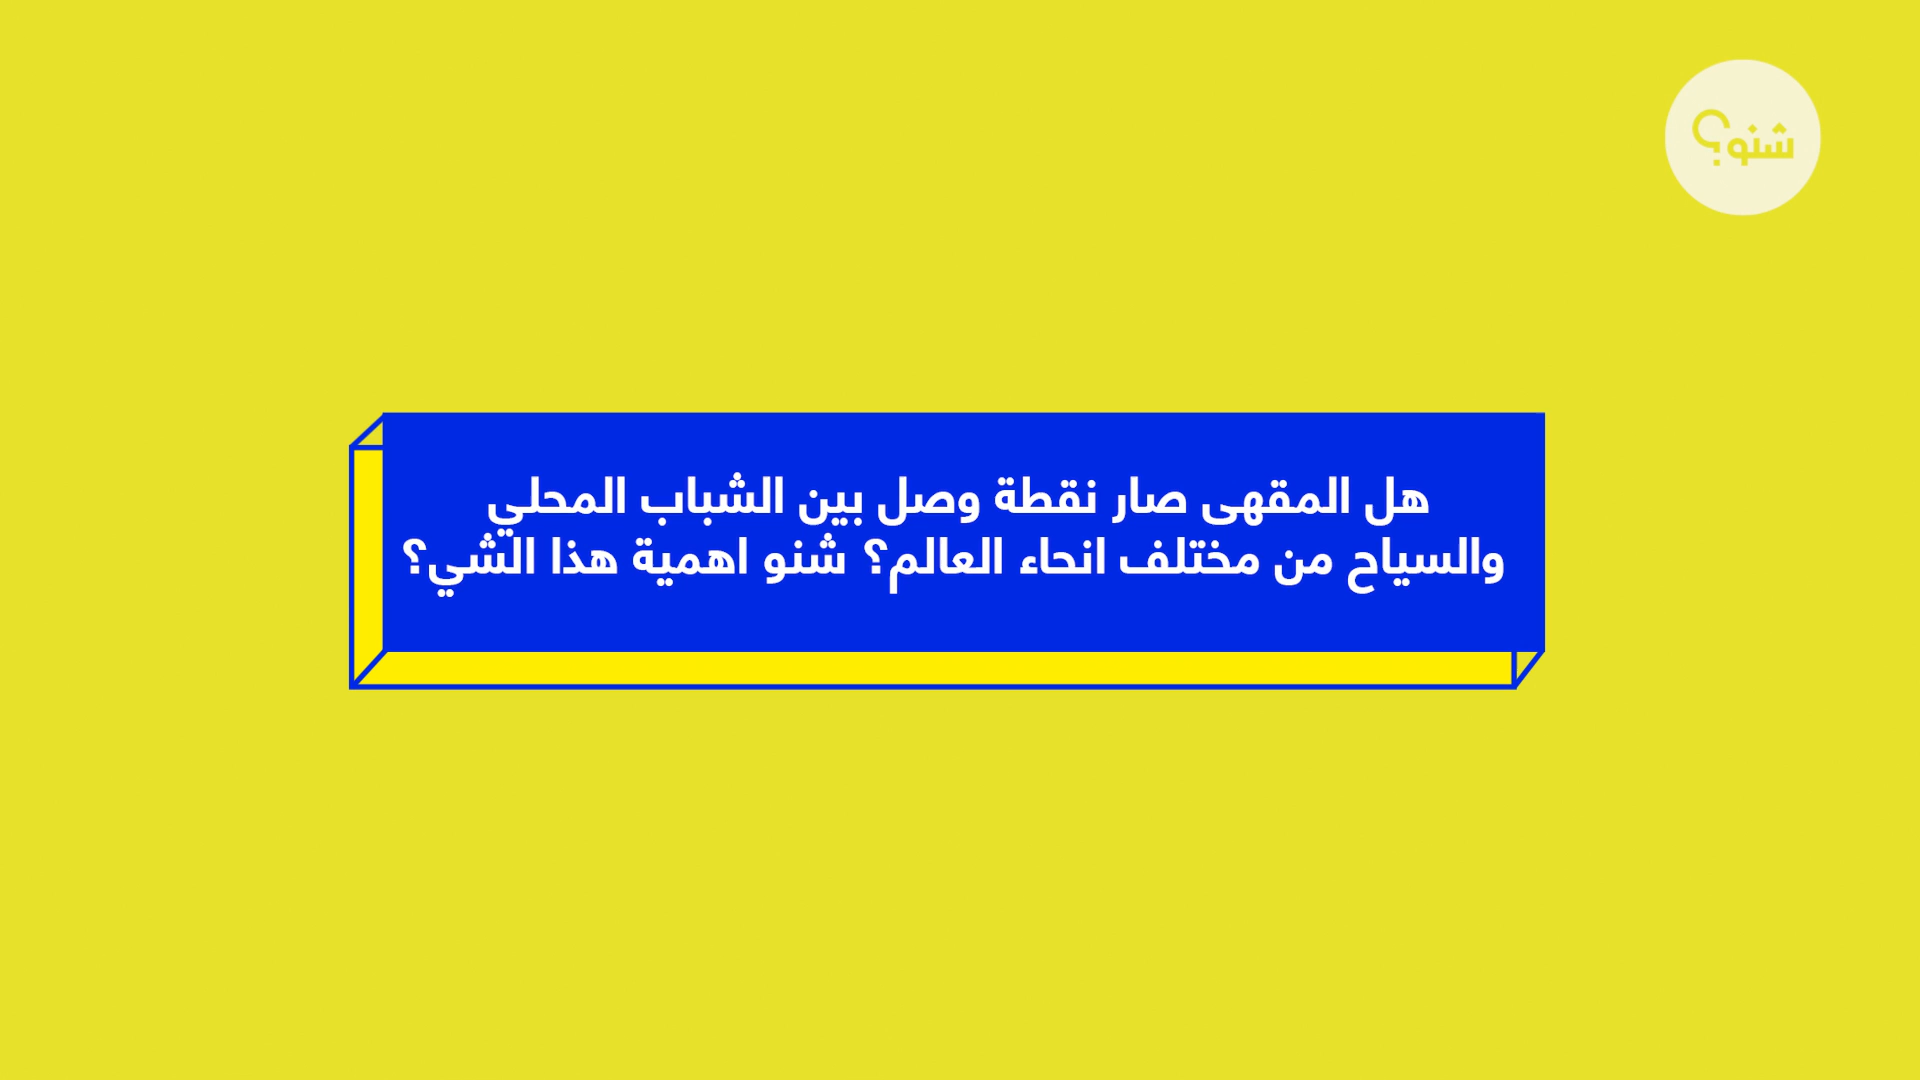 شنو؟
هل المقهى صار نقطة وصل بين الشباب المحلي
والسياح من مختلف انحاء العالم؟ شنو اهمية هذا الشي؟